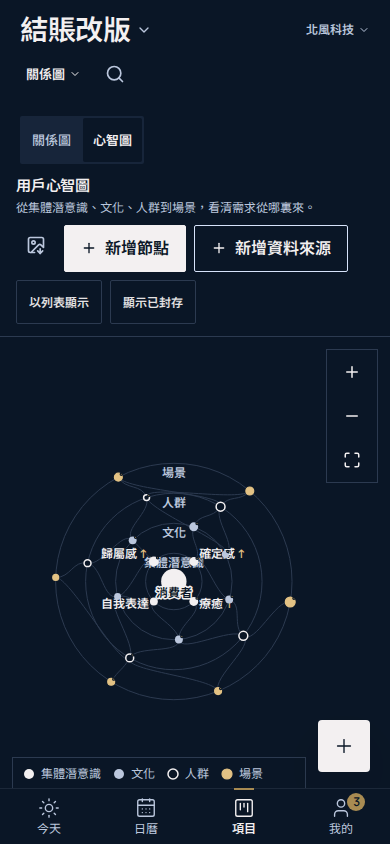 結賬改版
北風科技
關係圖
關係圖 心智圖
用戶心智圖
從集體潛意識、文化、人群到場景，看清需求從哪裏來。
新增節點 新增資料來源
以列表顯示 顯示已封存
場景
人群
文化
歸屬感↑ 確定感↑
集體潛意識
消費者
自我表達 療癒↑
集體潛意識 文化 人群 場景
今天 日曆 項目 我的
3